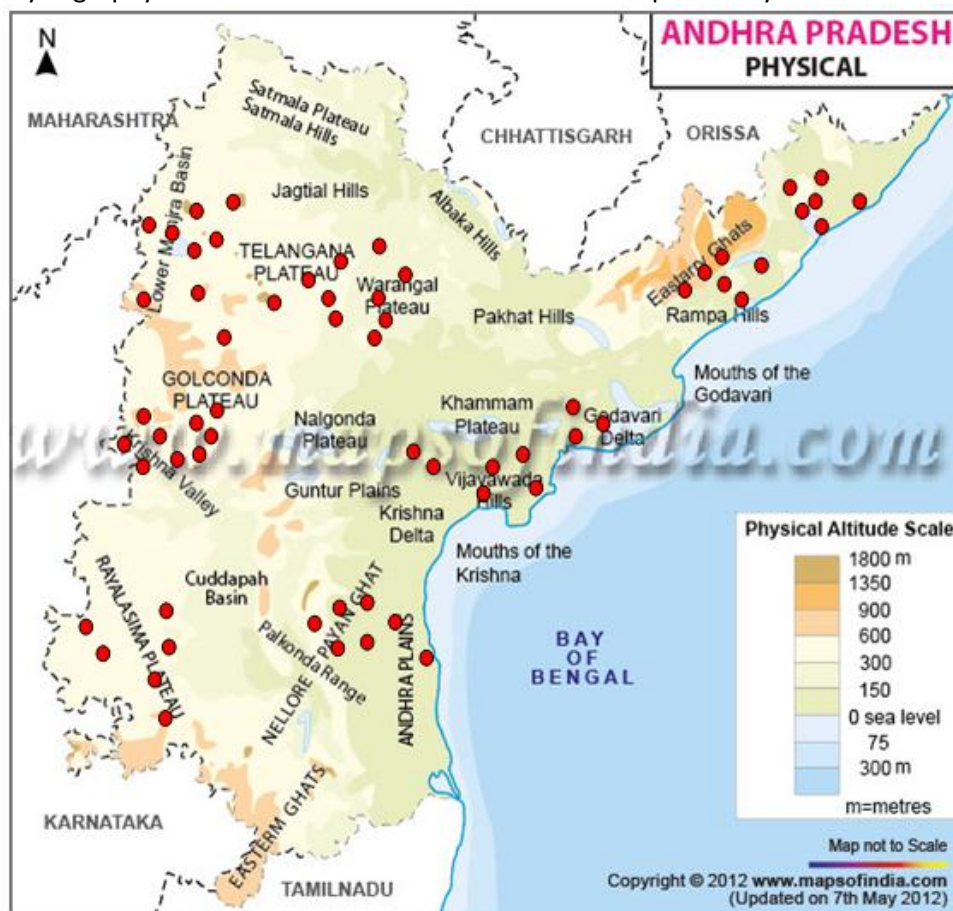 ANDHRA PRADESH
PHYSICAL
N
MAHARASHTRA
Satmala Plateau
Satmala Hills
CHHATTISGARH
ORISSA
Lower Manjra Basin
Jagtial Hills
Albaka Hills
TELANGANA
PLATEAU
Warangal
Plateau
Eastarry Ghats
Pakhat Hills
Rampa Hills
GOLCONDA
PLATEAU
Mouths of the
Godavari
Nalgonda
Plateau
Khammam
Plateau
Godavari
Delta
www.mapsofindia.com
Krishna Valley
Guntur Plains
Vijayawada
Hills
Krishna
Delta
Mouths of the
Krishna
Physical Altitude Scale
1800 m
1350
900
600
300
150
0 sea level
75
300 m
m=metres
RAYALASIMA PLATEAU
Cuddapah
Basin
NELLORE PAYAN GHAT
Palkonda Range
ANDHRA PLAINS
BAY
OF
BENGAL
KARNATAKA
EASTERM GHATS
TAMILNADU
Map not to Scale
Copyright © 2012 www.mapsofindia.com
(Updated on 7th May 2012)